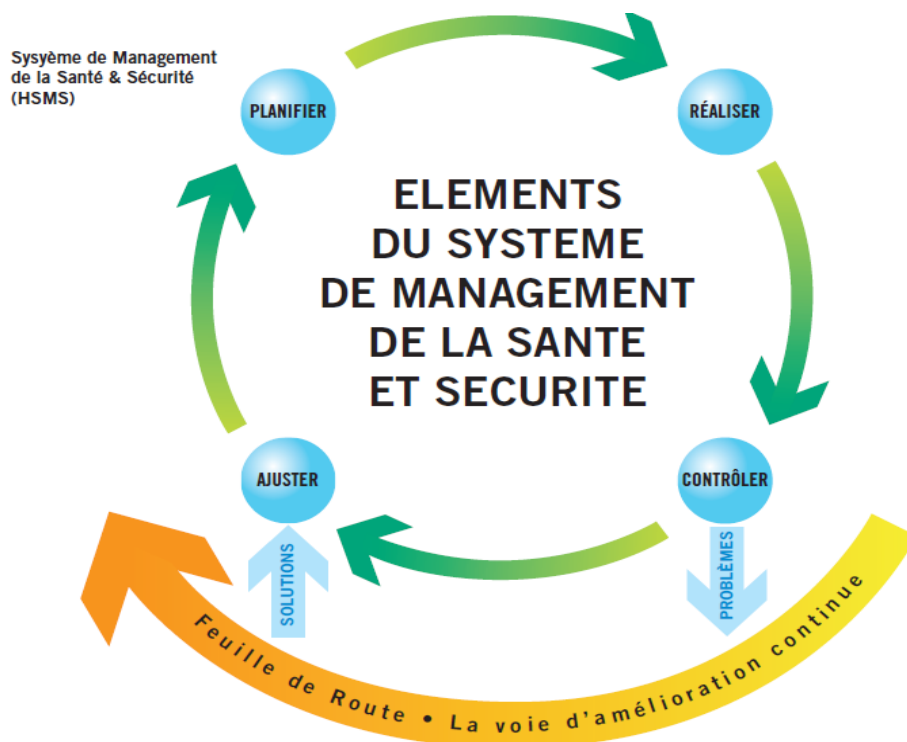 Sysyème de Management
de la Santé & Sécurité
(HSMS)
PLANIFIER
RÉALISER
ELEMENTS
DU SYSTEME
DE MANAGEMENT
DE LA SANTE
ET SECURITE
AJUSTER
CONTRÔLER
SOLUTIONS
PROBLÈMES
Feuille de Route • La voie d'amélioration continue